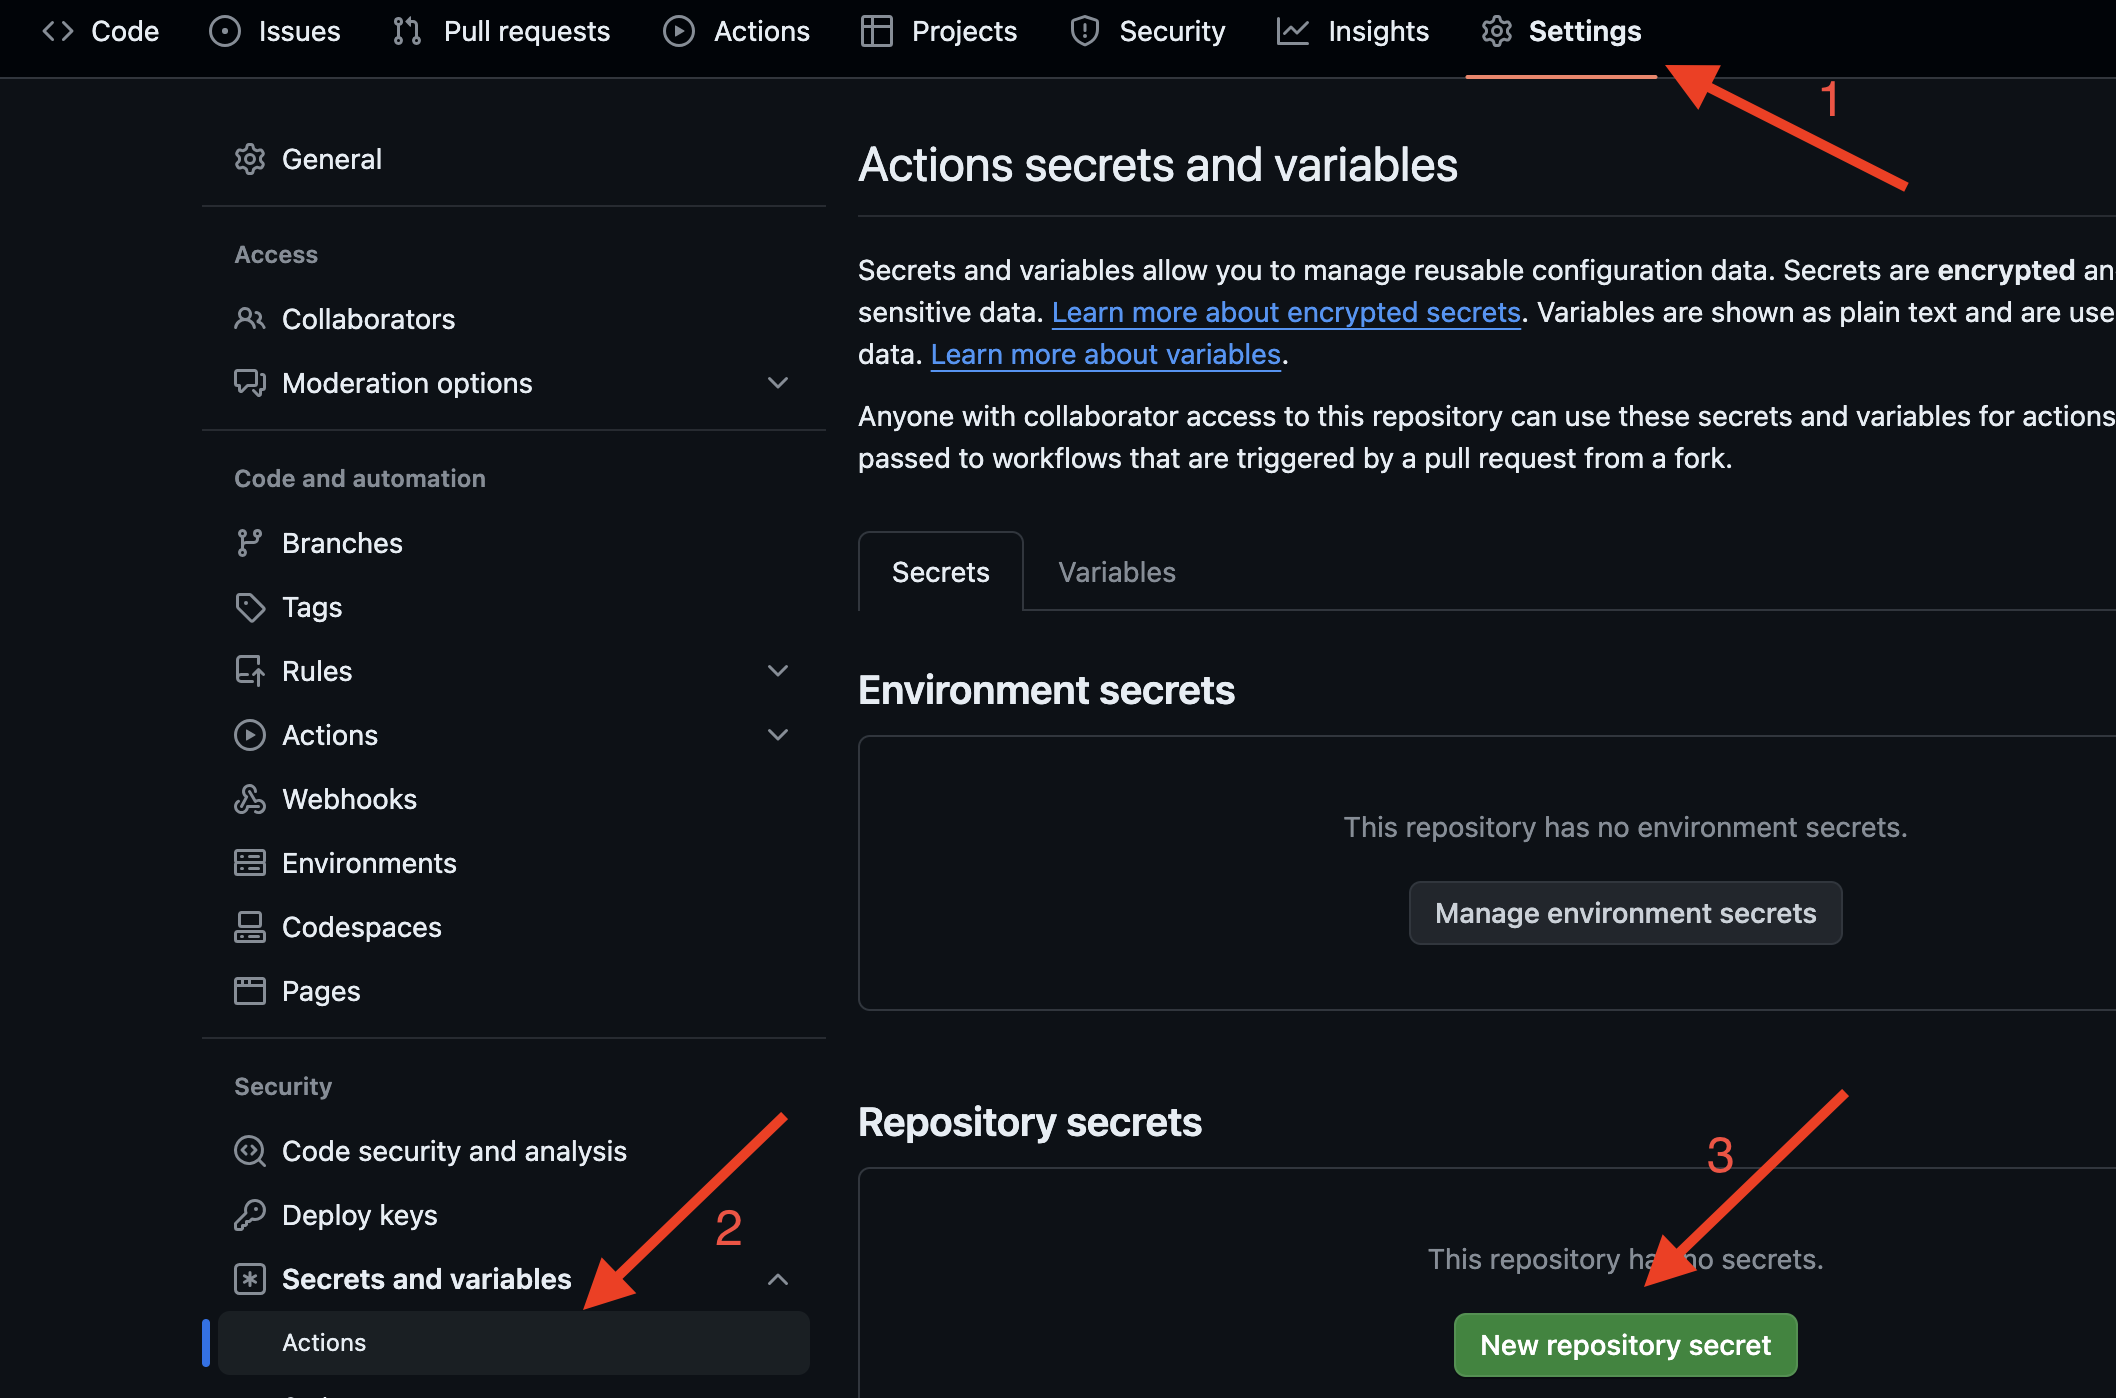 Code Issues Pull requests Actions Projects Security Insights Settings
1
General
Access
Collaborators
Moderation options
Code and automation
Branches
Tags
Rules
Actions
Webhooks
Environments
Codespaces
Pages
Security
Code security and analysis
Deploy keys
2
Secrets and variables
Actions
Actions secrets and variables
Secrets and variables allow you to manage reusable configuration data. Secrets are encrypted an
sensitive data. Learn more about encrypted secrets. Variables are shown as plain text and are use
data. Learn more about variables.
Anyone with collaborator access to this repository can use these secrets and variables for actions
passed to workflows that are triggered by a pull request from a fork.
Secrets Variables
Environment secrets
This repository has no environment secrets.
Manage environment secrets
Repository secrets
3
This repository ha no secrets.
New repository secret